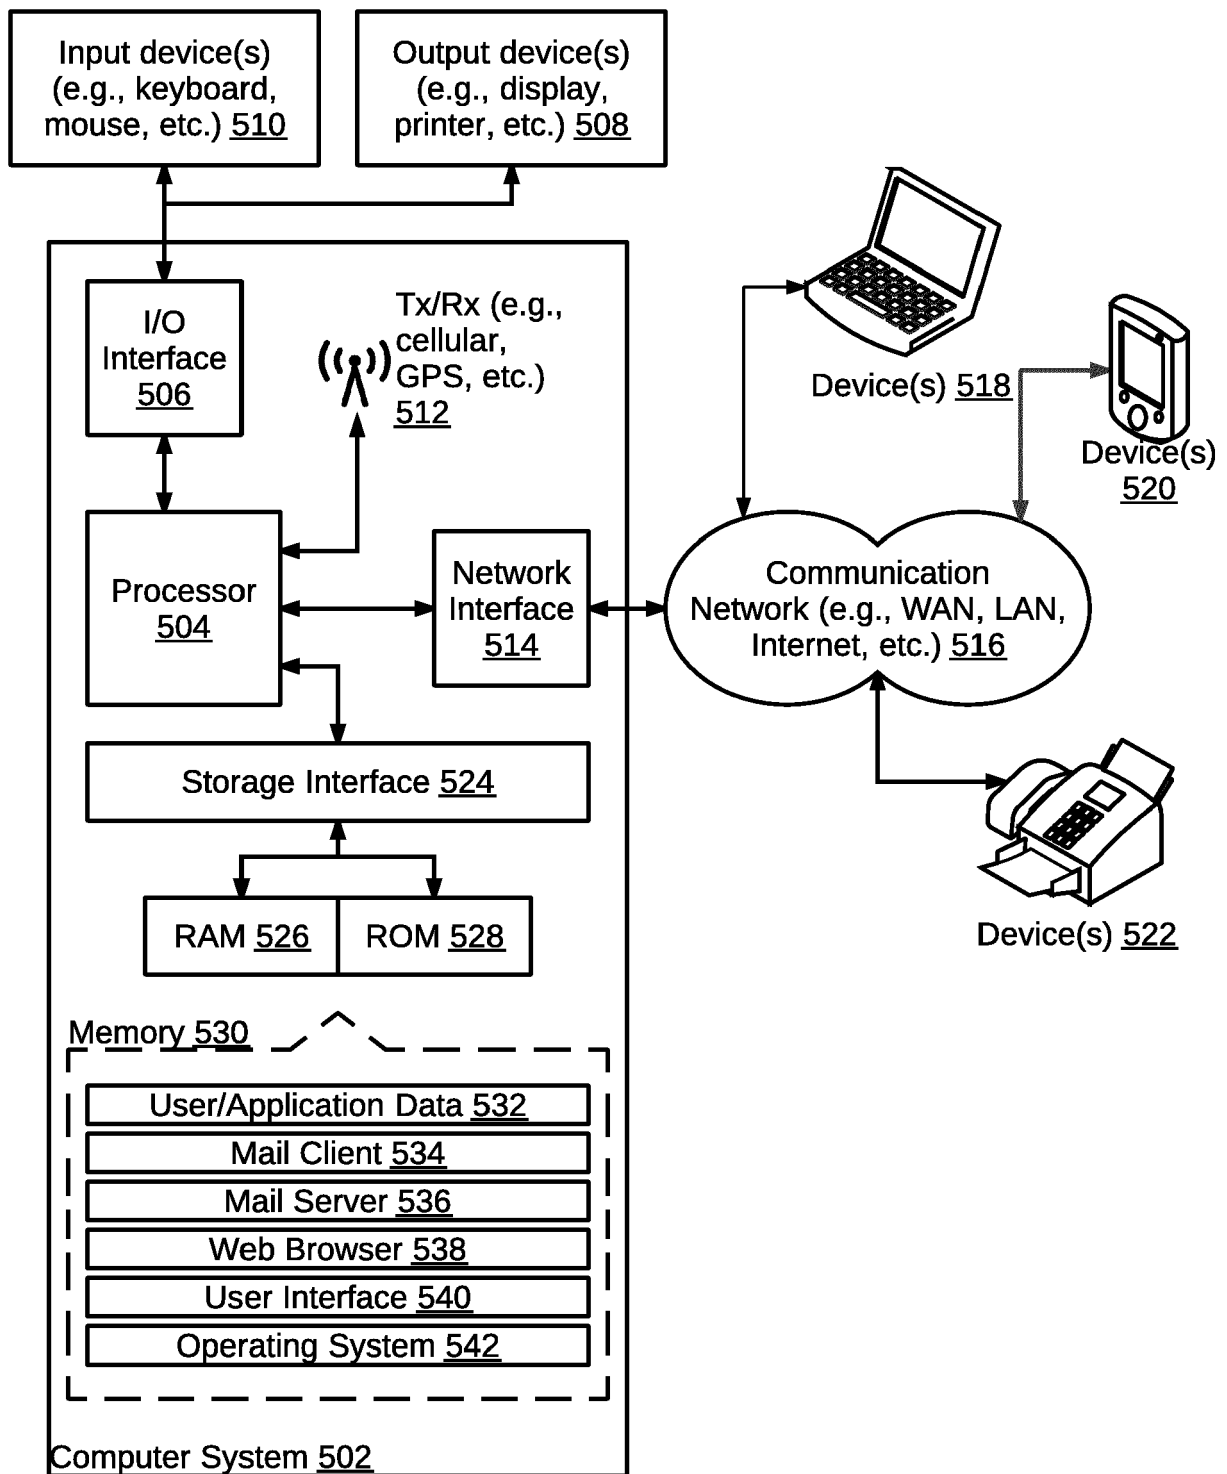 Input device(s)
(e.g., keyboard,
mouse, etc.) 510
Output device(s)
(e.g., display,
printer, etc.) 508
I/O
Interface
506
Tx/Rx (e.g.,
cellular,
GPS, etc.)
512
Device(s) 518
Device(s)
520
Processor
504
Network
Interface
514
Communication
Network (e.g., WAN, LAN,
Internet, etc.) 516
Storage Interface 524
RAM 526
ROM 528
Device(s) 522
Memory 530
User/Application Data 532
Mail Client 534
Mail Server 536
Web Browser 538
User Interface 540
Operating System 542
Computer System 502